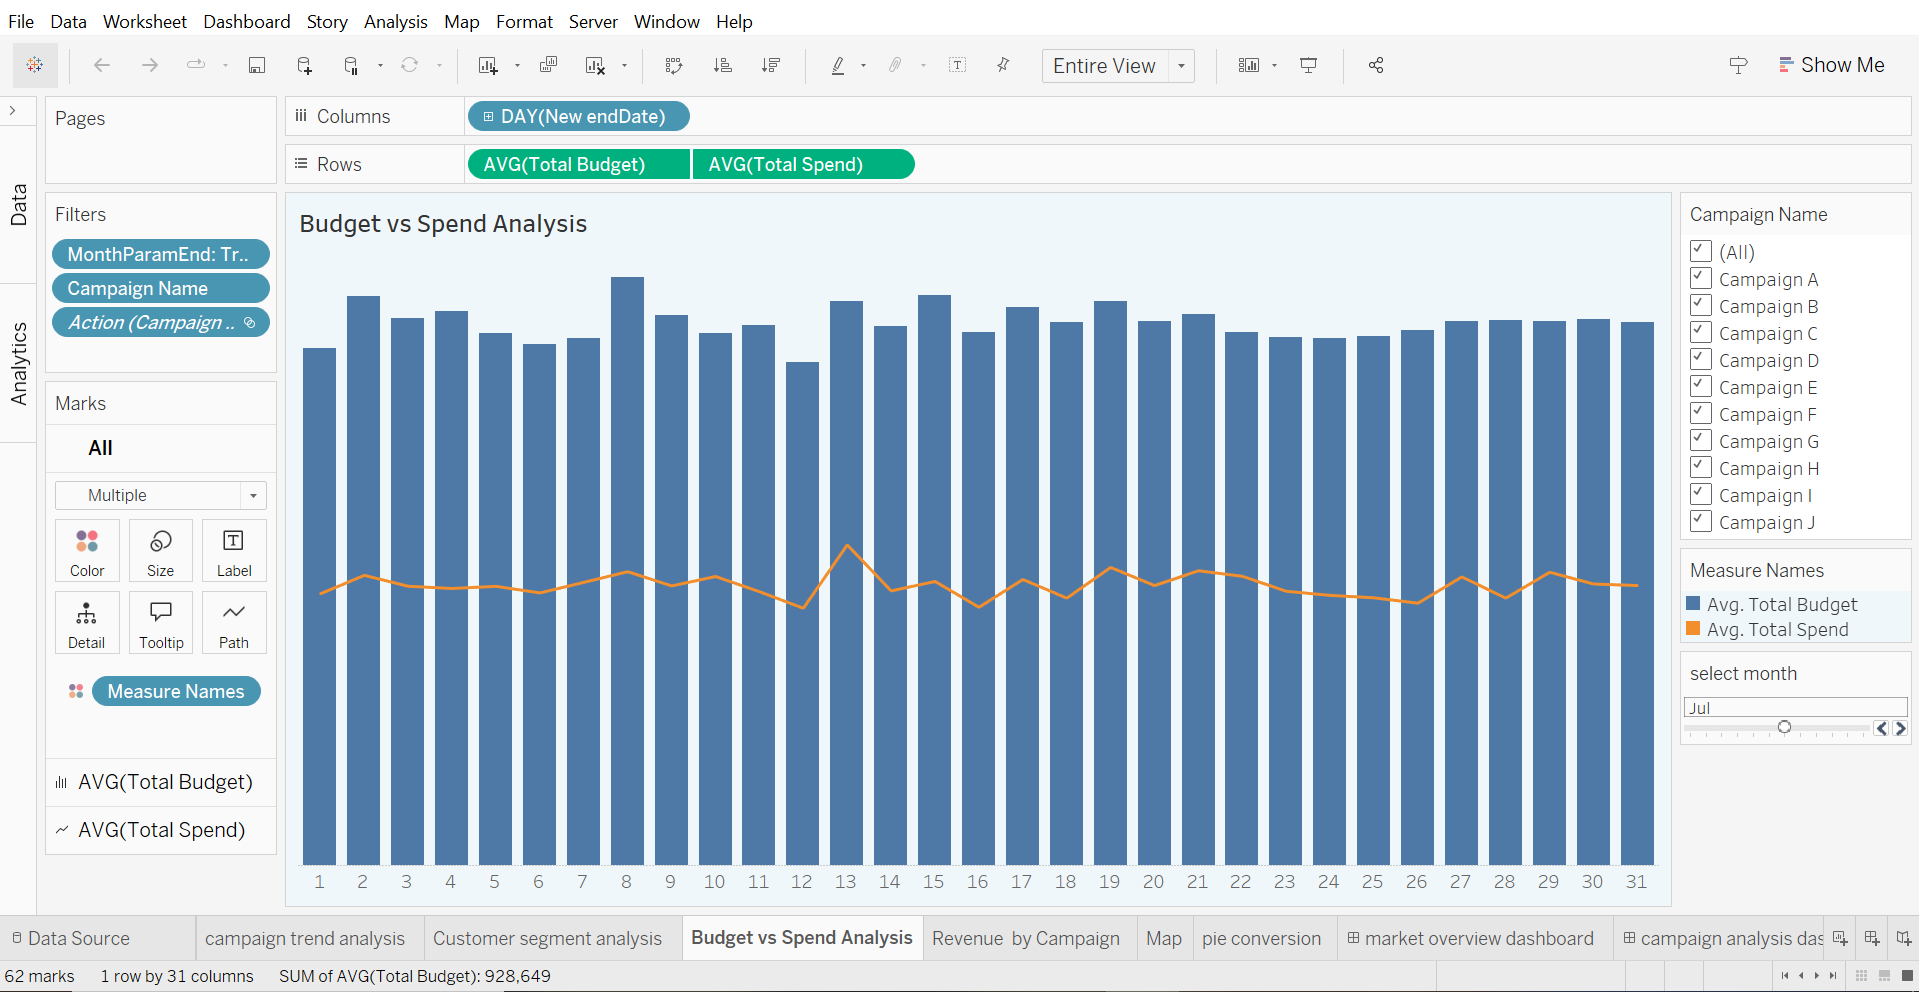 File Data Worksheet Dashboard Story Analysis Map Format Server Window Help
Entire View
Show Me
Pages
Columns
DAY(New endDate)
Rows
AVG(Total Budget) AVG(Total Spend)
Data
Analytics
Filters
MonthParamEnd: Tr..
Campaign Name
Action (Campaign ..
Marks
All
Multiple
Color Size Label
Detail Tooltip Path
Measure Names
AVG(Total Budget)
AVG(Total Spend)
Budget vs Spend Analysis
1 2 3 4 5 6 7 8 9 10 11 12 13 14 15 16 17 18 19 20 21 22 23 24 25 26 27 28 29 30 31
Campaign Name
(All)
Campaign A
Campaign B
Campaign C
Campaign D
Campaign E
Campaign F
Campaign G
Campaign H
Campaign I
Campaign J
Measure Names
Avg. Total Budget
Avg. Total Spend
select month
Jul
Data Source campaign trend analysis Customer segment analysis Budget vs Spend Analysis Revenue by Campaign Map pie conversion market overview dashboard campaign analysis das
62 marks 1 row by 31 columns SUM of AVG(Total Budget): 928,649